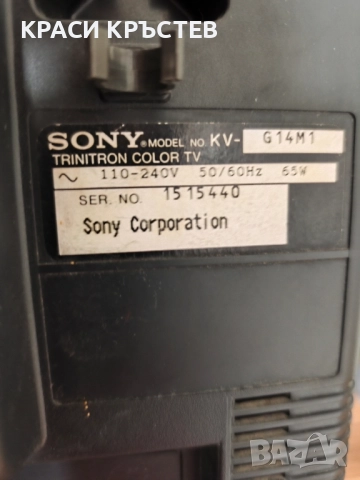 КРАСИ КРЪСТЕВ
SONY® MODEL NO. KV- G14M1
TRINITRON COLOR TV
~ 110-240V 50/60Hz 65W
SER. NO. 1515440
Sony Corporation
BAZAR